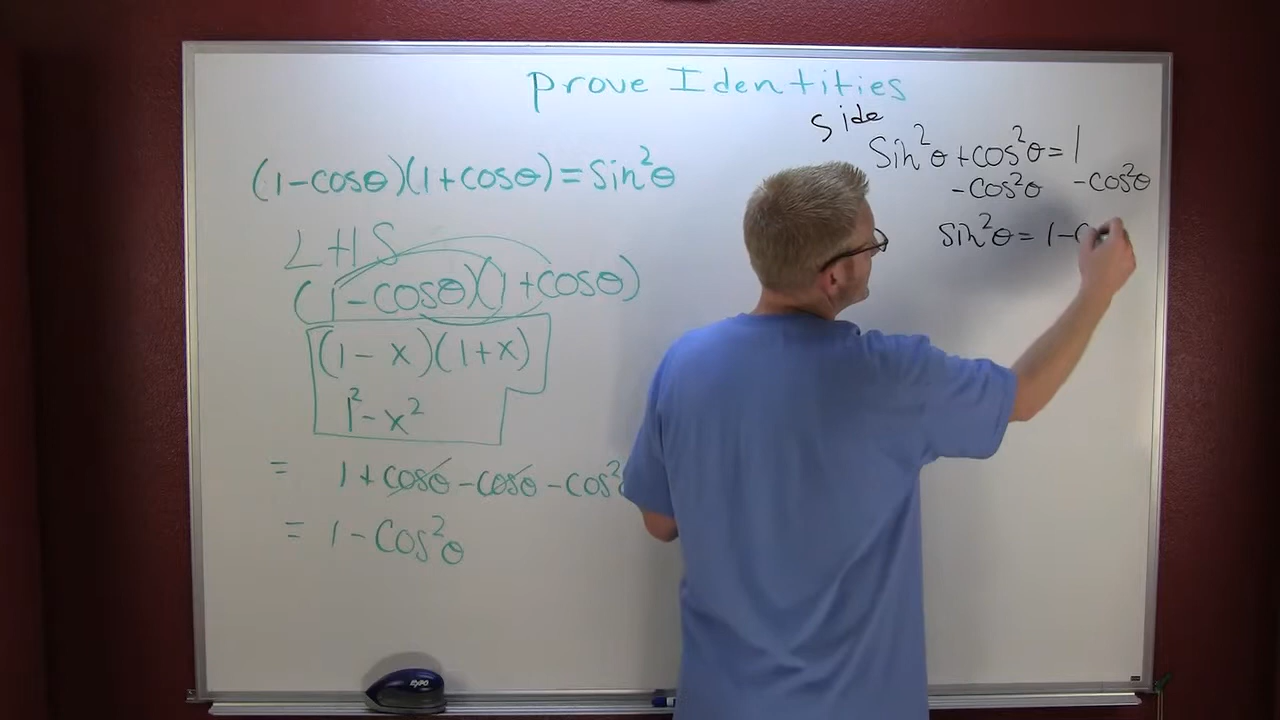 Prove Identities
Side
(1-cosθ)(1+cosθ)=Sin²θ
Sin²θ+cos²θ=1
-cos²θ -cos²θ
sin²θ=1-c
LHS
(1-cosθ)(1+cosθ)
(1-x)(1+x)
1²-x²
= 1+cosθ-cosθ-cos²
= 1-Cos²θ
EXPO